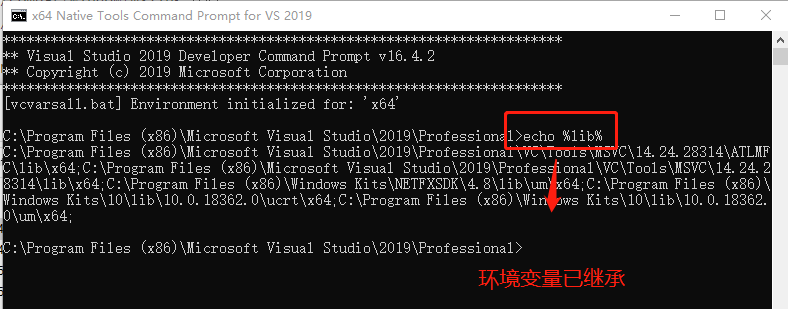 x64 Native Tools Command Prompt for VS 2019
**********************************************************************
** Visual Studio 2019 Developer Command Prompt v16.4.2
** Copyright (c) 2019 Microsoft Corporation
**********************************************************************
[vcvarsall.bat] Environment initialized for: 'x64'
C:\Program Files (x86)\Microsoft Visual Studio\2019\Professional>echo %lib%
C:\Program Files (x86)\Microsoft Visual Studio\2019\Professional\VC\Tools\MSVC\14.24.28314\ATLMF
C\lib\x64;C:\Program Files (x86)\Microsoft Visual Studio\2019\Professional\VC\Tools\MSVC\14.24.2
8314\lib\x64;C:\Program Files (x86)\Windows Kits\NETFXSDK\4.8\lib\um\x64;C:\Program Files (x86)\
Windows Kits\10\lib\10.0.18362.0\ucrt\x64;C:\Program Files (x86)\Windows Kits\10\lib\10.0.18362.
0\um\x64;
C:\Program Files (x86)\Microsoft Visual Studio\2019\Professional>
环境变量已继承